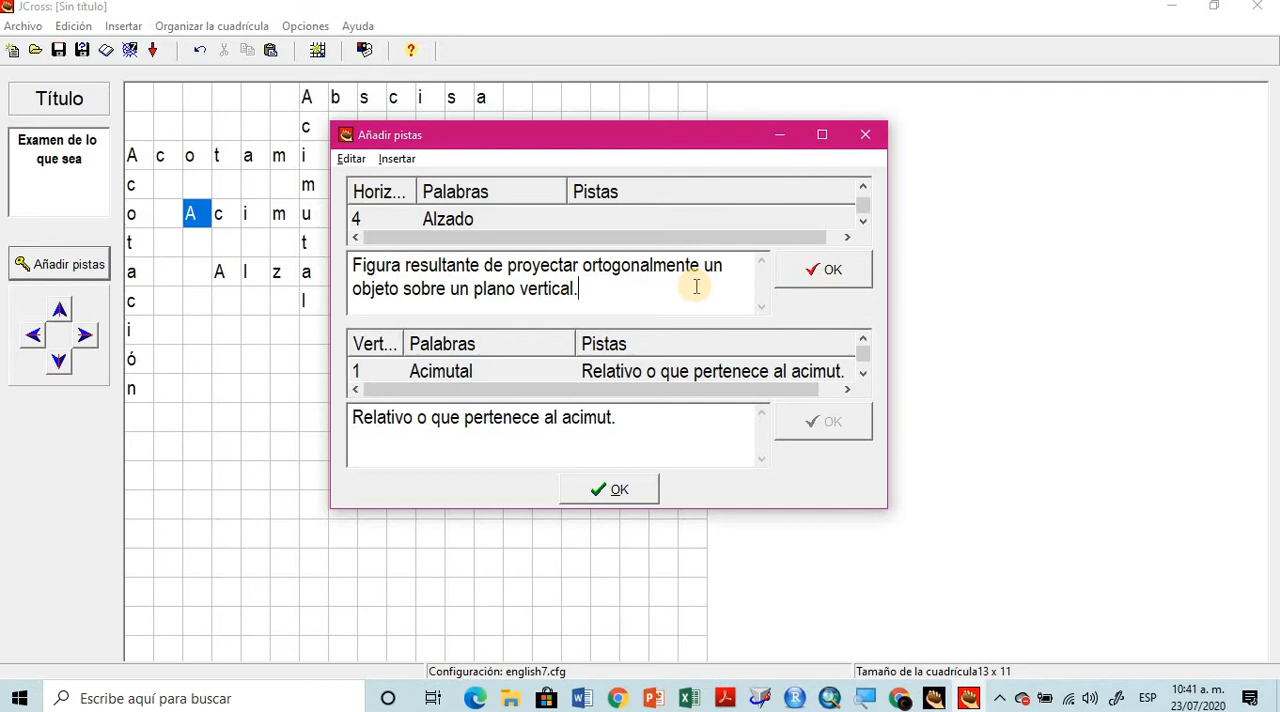 JCross: [Sin título]
Archivo Edición Insertar Organizar la cuadrícula Opciones Ayuda
Título
Examen de lo
que sea
Añadir pistas
A b s c i s a
c
A c o t a m i
c m
o A c i m u
t t
a A l z a
c l
i
ó
n
Añadir pistas
Editar Insertar
Horiz... Palabras Pistas
4 Alzado
Figura resultante de proyectar ortogonalmente un
objeto sobre un plano vertical.
OK
Vert... Palabras Pistas
1 Acimutal Relativo o que pertenece al acimut.
Relativo o que pertenece al acimut.
OK
OK
Configuración: english7.cfg
Tamaño de la cuadrícula13 x 11
Escribe aquí para buscar
ESP
10:41 a. m.
23/07/2020